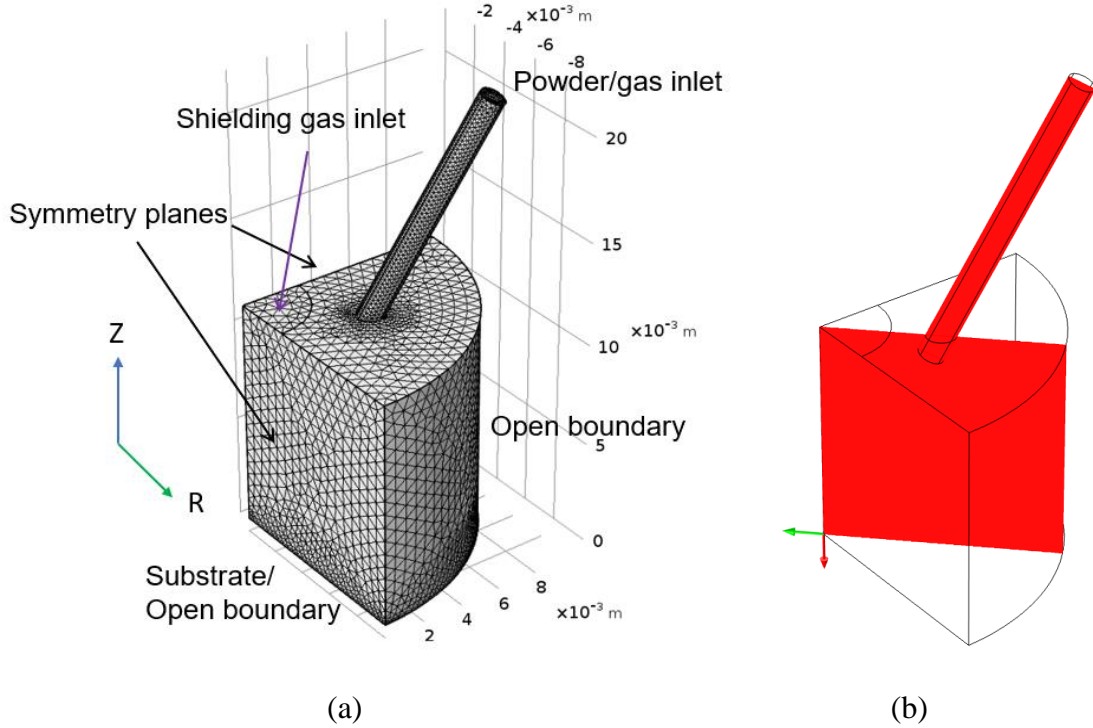 -2 ×10⁻³ m
-4
-6
-8
Powder/gas inlet
Shielding gas inlet
20
Symmetry planes
15
Z
10 ×10⁻³ m
Open boundary
5
R
0
Substrate/
Open boundary
8
6
4
2
×10⁻³ m
(a)
(b)